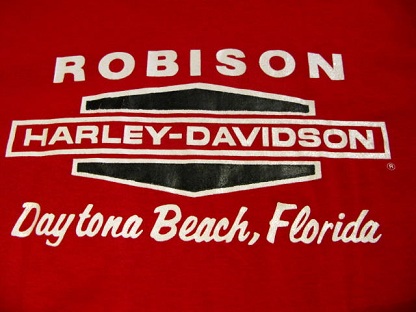 ROBISON
HARLEY-DAVIDSON
®
Daytona Beach, Florida